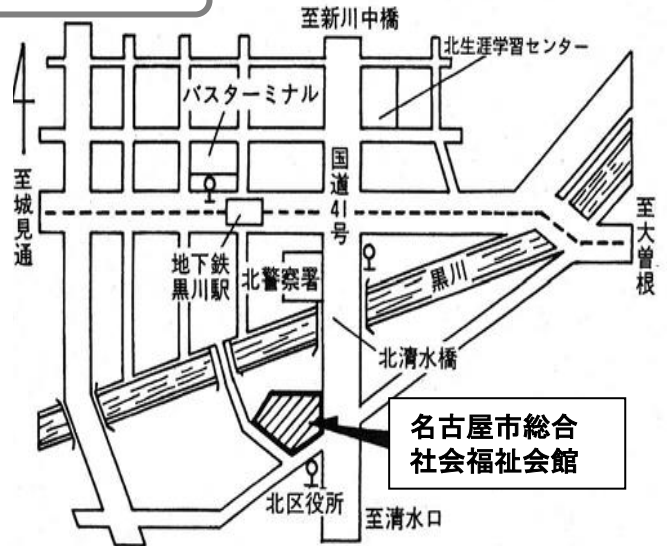 至新川中橋
北生涯学習センター
バスターミナル
国道41号
至城見通
至大曽根
地下鉄
黒川駅
北警察署
黒川
北清水橋
名古屋市総合
社会福祉会館
北区役所
至清水口